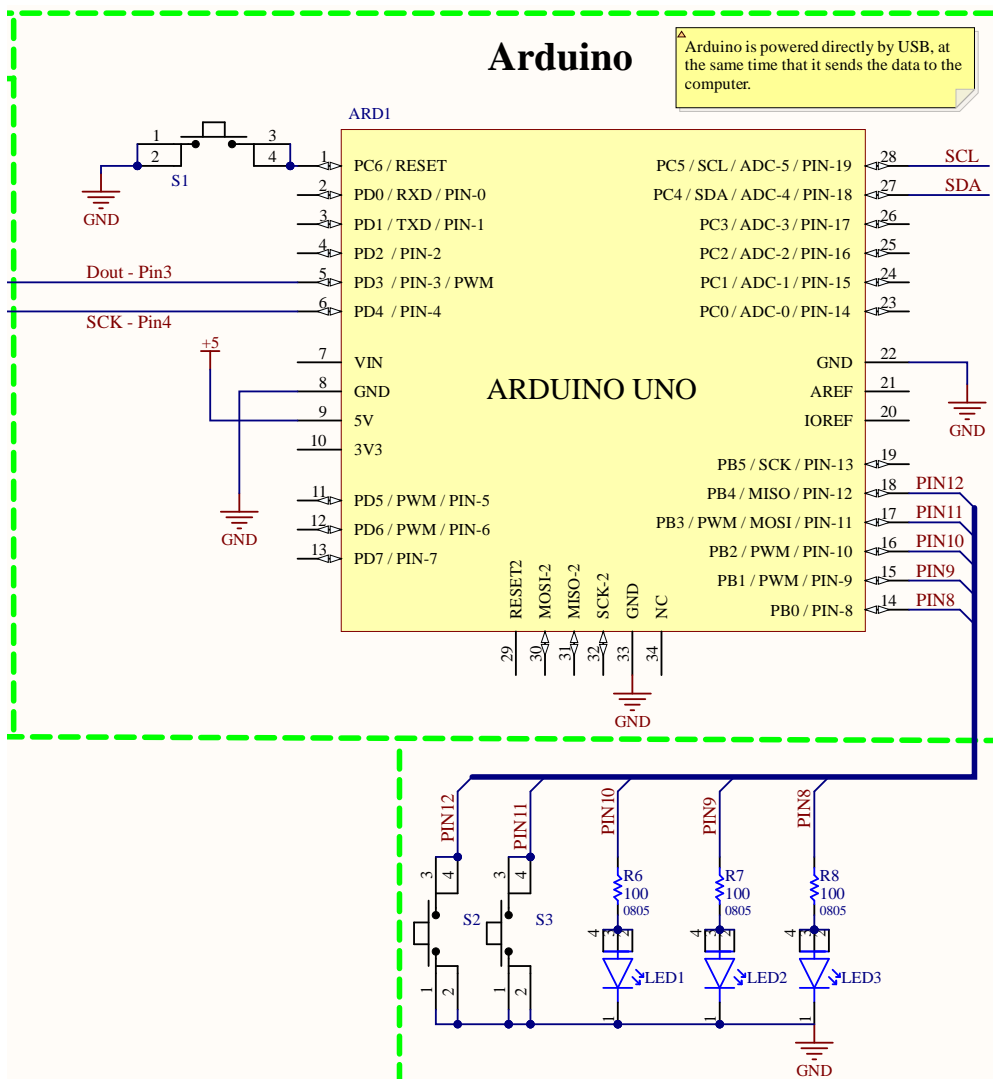 Arduino
Arduino is powered directly by USB, at
the same time that it sends the data to the
computer.
ARD1
1
2
3
4
S1
GND
1 PC6 / RESET
2 PD0 / RXD / PIN-0
3 PD1 / TXD / PIN-1
4 PD2 / PIN-2
Dout - Pin3
5 PD3 / PIN-3 / PWM
SCK - Pin4
6 PD4 / PIN-4
+5
7 VIN
8 GND
9 5V
10 3V3
GND
11 PD5 / PWM / PIN-5
12 PD6 / PWM / PIN-6
13 PD7 / PIN-7
ARDUINO UNO
PC5 / SCL / ADC-5 / PIN-19 28 SCL
PC4 / SDA / ADC-4 / PIN-18 27 SDA
PC3 / ADC-3 / PIN-17 26
PC2 / ADC-2 / PIN-16 25
PC1 / ADC-1 / PIN-15 24
PC0 / ADC-0 / PIN-14 23
GND 22
AREF 21
IOREF 20
GND
PB5 / SCK / PIN-13 19
PB4 / MISO / PIN-12 18 PIN12
PB3 / PWM / MOSI / PIN-11 17 PIN11
PB2 / PWM / PIN-10 16 PIN10
PB1 / PWM / PIN-9 15 PIN9
PB0 / PIN-8 14 PIN8
RESET2 29
MOSI-2 30
MISO-2 31
SCK-2 32
GND 33
NC 34
GND
PIN12
PIN11
PIN10
PIN9
PIN8
3
4
S2
1
2
3
4
S3
1
2
R6
100
0805
4 3 2
LED1
1
R7
100
0805
4 3 2
LED2
1
R8
100
0805
4 3 2
LED3
1
GND